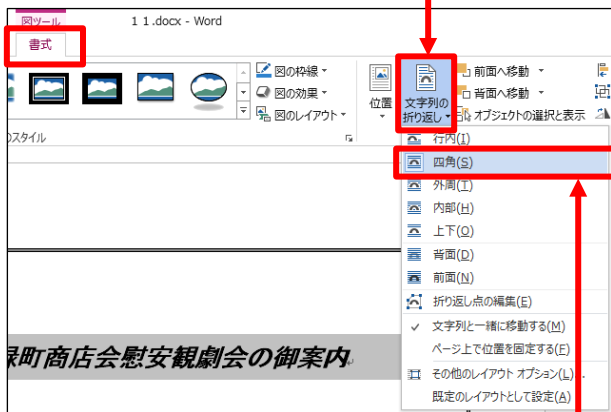 図ツール
1 1.docx - Word
書式
図の枠線
図の効果
図のレイアウト
位置
文字列の
折り返し
前面へ移動
背面へ移動
オブジェクトの選択と表示
のスタイル
行内(I)
四角(S)
外周(T)
内部(H)
上下(O)
背面(D)
前面(N)
折り返し点の編集(E)
文字列と一緒に移動する(M)
ページ上で位置を固定する(F)
その他のレイアウト オプション(L)...
既定のレイアウトとして設定(A)
町商店会慰安観劇会の御案内